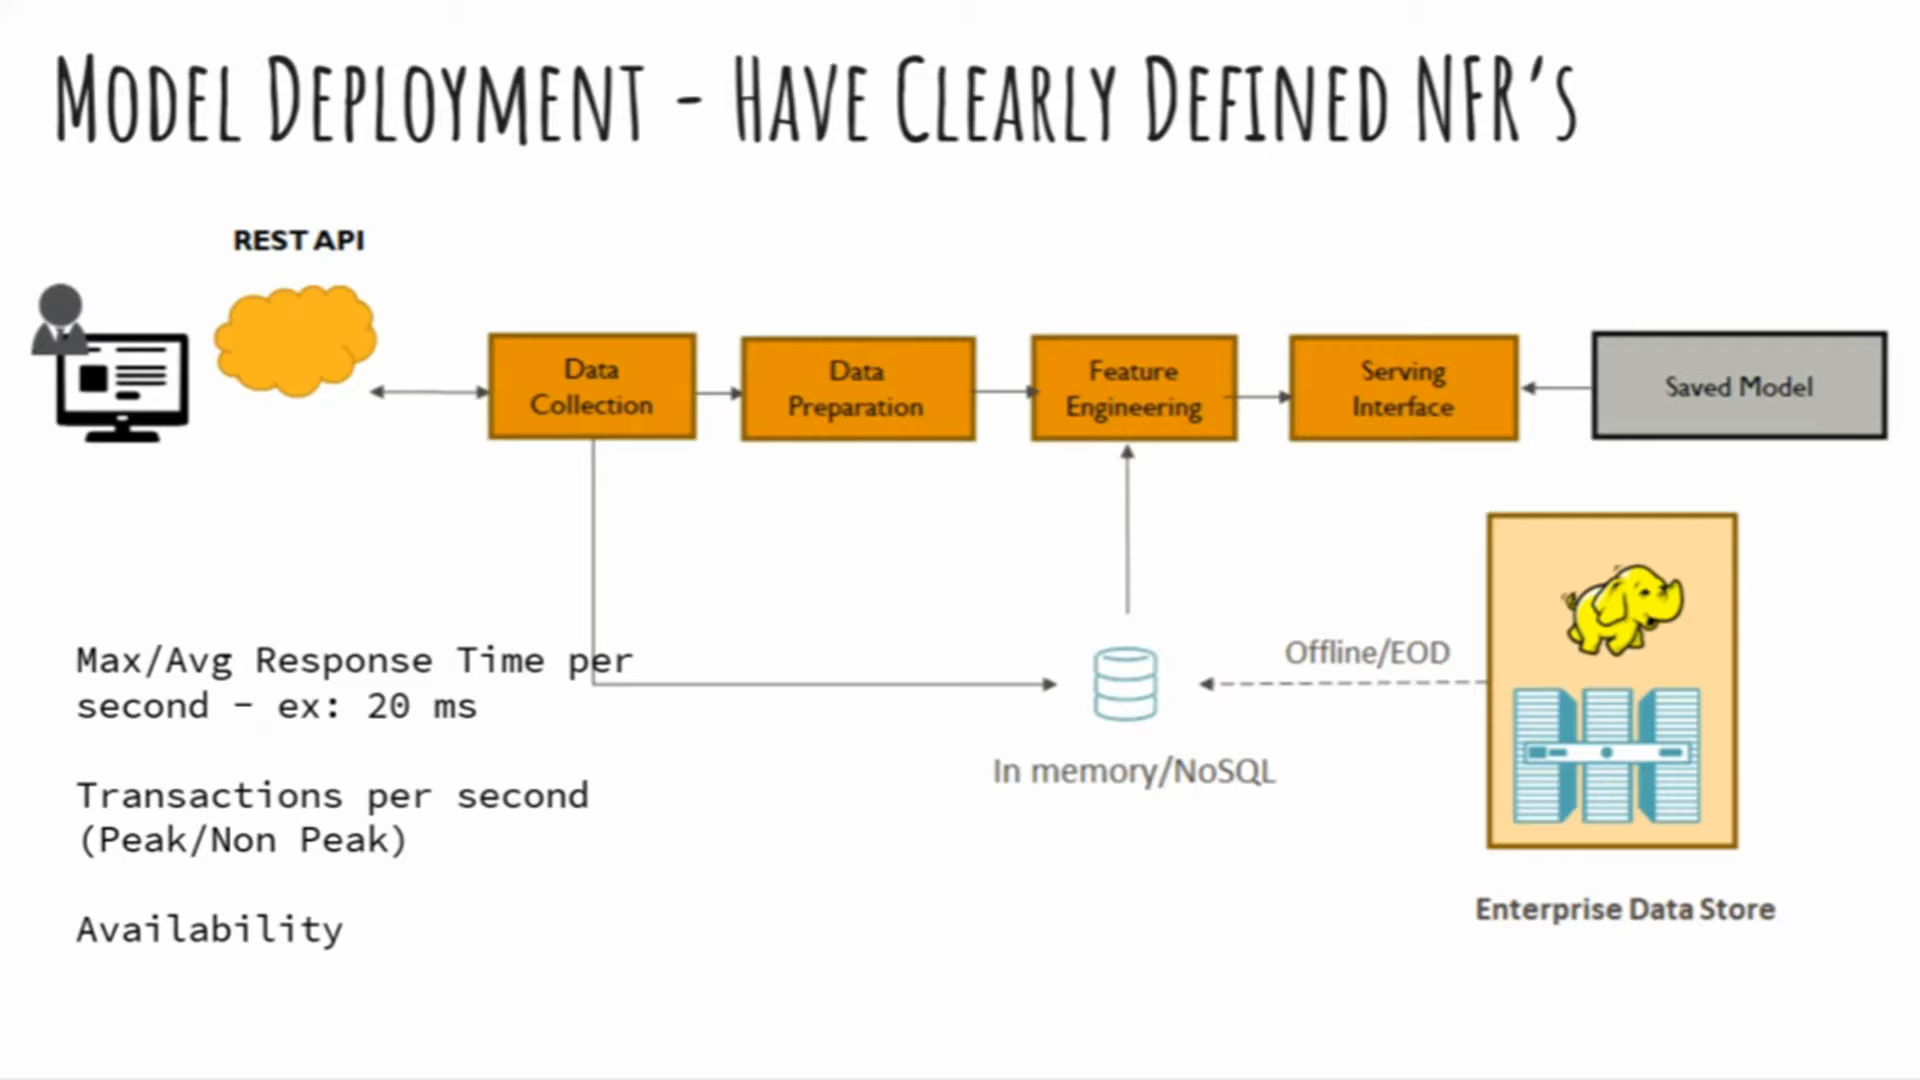 MODEL DEPLOYMENT - HAVE CLEARLY DEFINED NFR'S
REST API
Data
Collection
Data
Preparation
Feature
Engineering
Serving
Interface
Saved Model
Max/Avg Response Time per
second - ex: 20 ms
Transactions per second
(Peak/Non Peak)
Availability
Offline/EOD
In memory/NoSQL
Enterprise Data Store